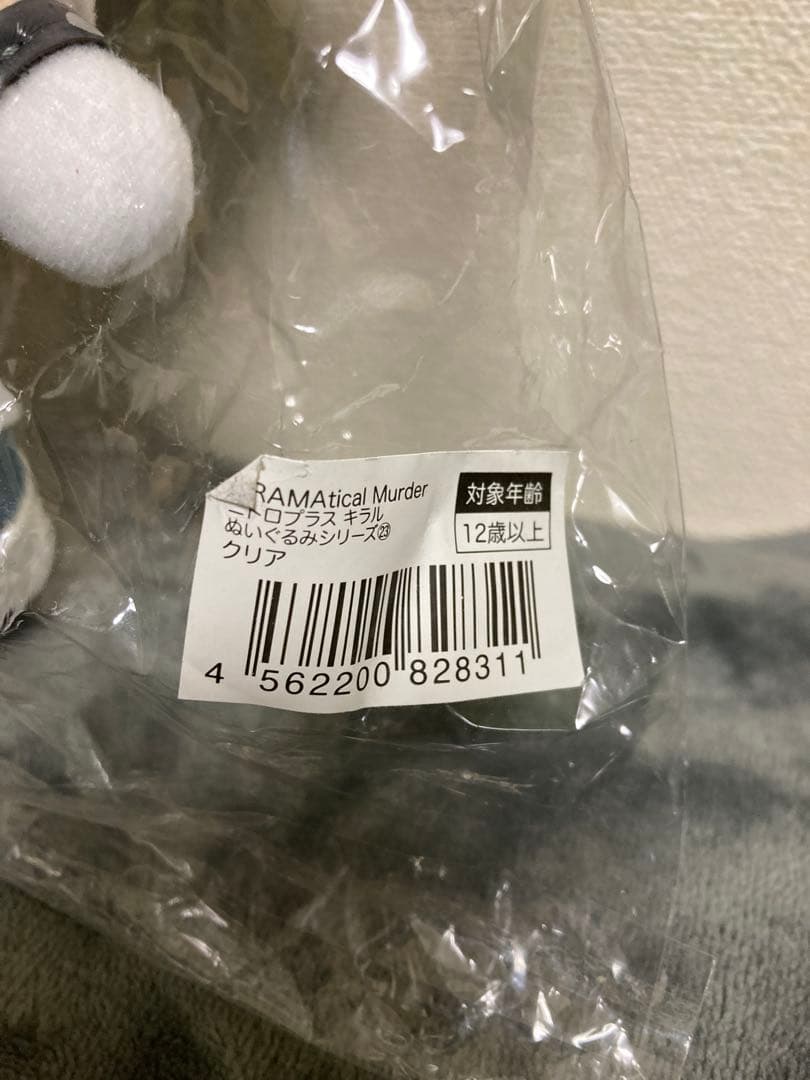 RAMAtical Murder
ニトロプラス キラル
ぬいぐるみシリーズ㉓
クリア
対象年齢
12歳以上
4 562200 828311